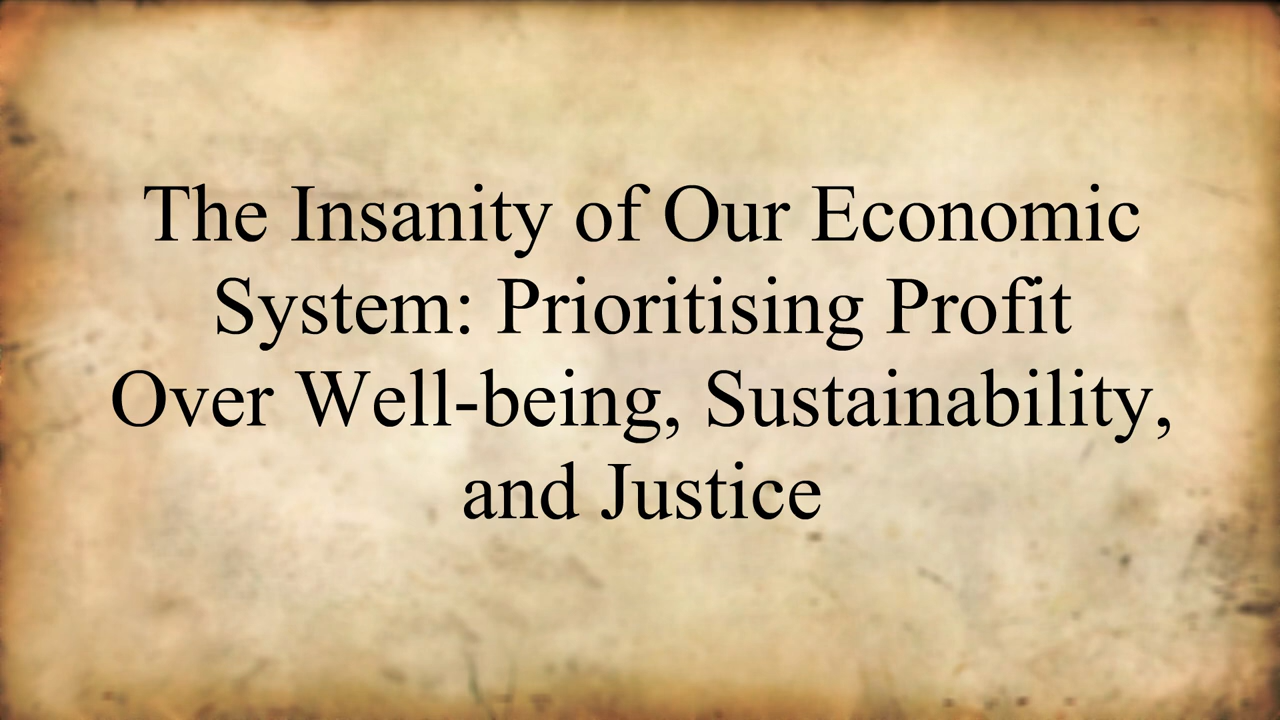 The Insanity of Our Economic
System: Prioritising Profit
Over Well-being, Sustainability,
and Justice